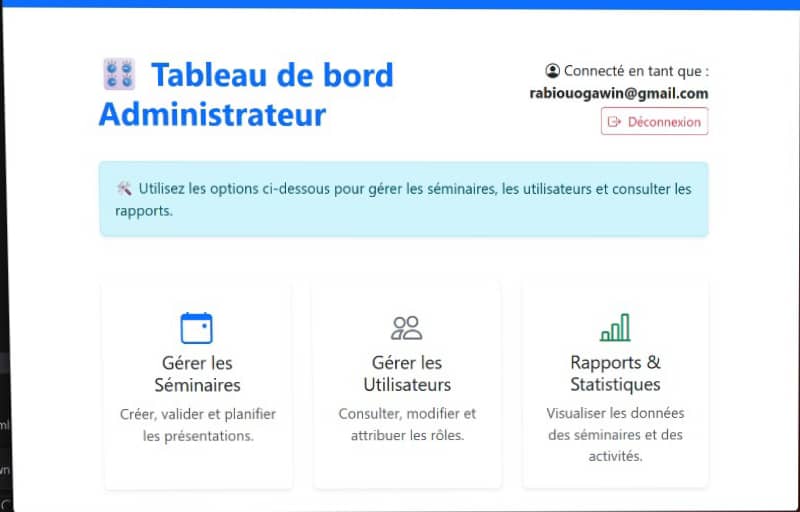 Tableau de bord
Administrateur
Connecté en tant que :
rabiouogawin@gmail.com
Déconnexion
Utilisez les options ci-dessous pour gérer les séminaires, les utilisateurs et consulter les
rapports.
Gérer les
Séminaires
Créer, valider et planifier
les présentations.
Gérer les
Utilisateurs
Consulter, modifier et
attribuer les rôles.
Rapports &
Statistiques
Visualiser les données
des séminaires et des
activités.